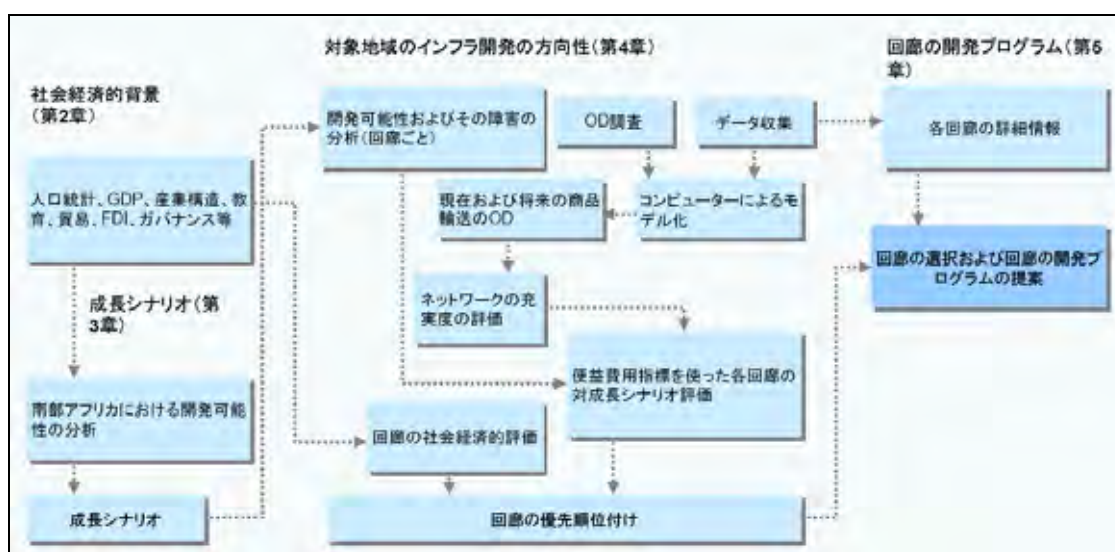 社会経済的背景
(第2章)
人口統計、GDP、産業構造、教
育、貿易、FDI、ガバナンス等
成長シナリオ(第
3章)
南部アフリカにおける開発可能
性の分析
成長シナリオ
対象地域のインフラ開発の方向性(第4章)
開発可能性およびその障害の
分析(回廊ごと)
OD調査
データ収集
現在および将来の商品
輸送のOD
コンピューターによるモ
デル化
ネットワークの充
実度の評価
便益費用指標を使った各回廊の
対成長シナリオ評価
回廊の社会経済的評価
回廊の優先順位付け
回廊の開発プログラム(第5
章)
各回廊の詳細情報
回廊の選択および回廊の開発プ
ログラムの提案